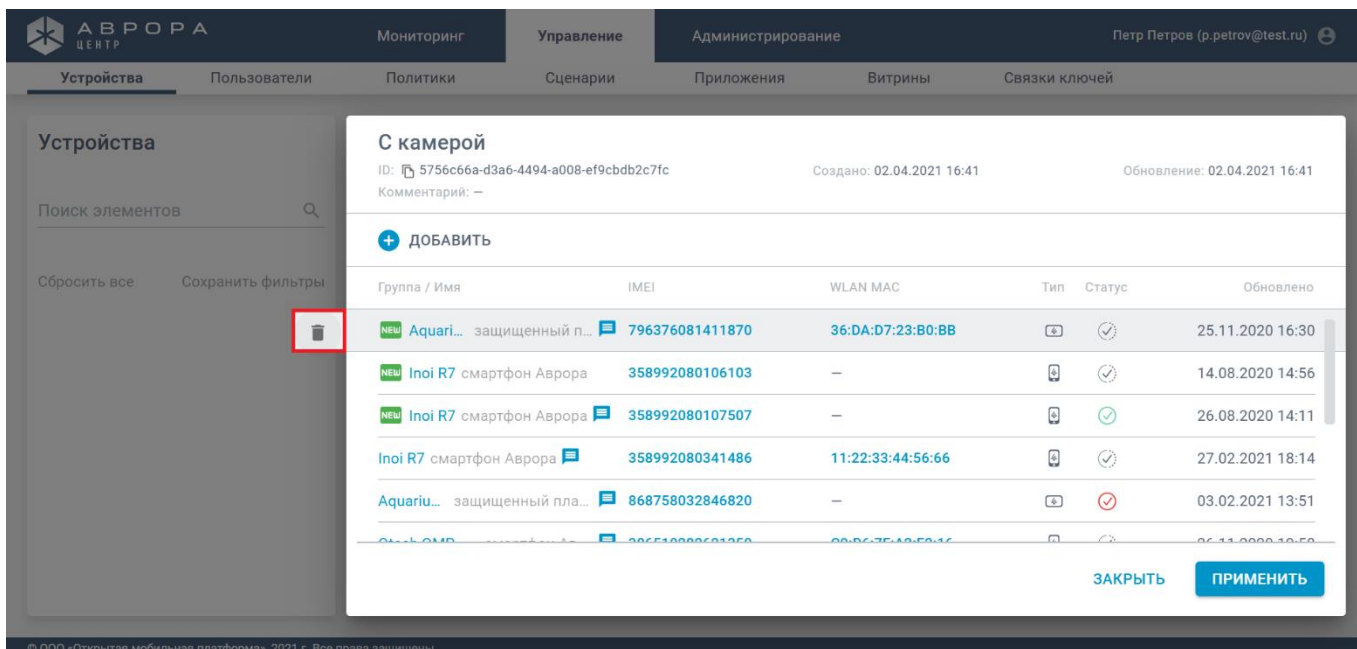 АВРОРА
ЦЕНТР
Мониторинг Управление Администрирование Петр Петров (p.petrov@test.ru)
Устройства Пользователи Политики Сценарии Приложения Витрины Связки ключей
Устройства
Поиск элементов
Сбросить все Сохранить фильтры
С камерой
ID: 5756c66a-d3a6-4494-a008-ef9cbdb2c7fc Создано: 02.04.2021 16:41 Обновление: 02.04.2021 16:41
Комментарий: —
ДОБАВИТЬ
Группа / Имя IMEI WLAN MAC Тип Статус Обновлено
NEW Aquari... защищенный п... 796376081411870 36:DA:D7:23:B0:BB 25.11.2020 16:30
NEW Inoi R7 смартфон Аврора 358992080106103 — 14.08.2020 14:56
NEW Inoi R7 смартфон Аврора 358992080107507 — 26.08.2020 14:11
Inoi R7 смартфон Аврора 358992080341486 11:22:33:44:56:66 27.02.2021 18:14
Aquariu... защищенный пла... 868758032846820 — 03.02.2021 13:51
ЗАКРЫТЬ ПРИМЕНИТЬ
© ООО «Открытая мобильная платформа», 2021 г. Все права защищены